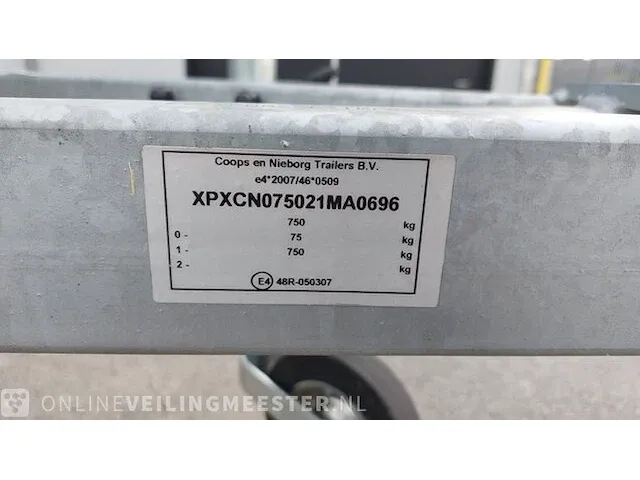 Coops en Nieborg Trailers B.V.
e4*2007/46*0509
XPXCN075021MA0696
750 kg
0 - 75 kg
1 - 750 kg
2 - kg
E4 48R-050307
ONLINEVEILINGMEESTER.NL